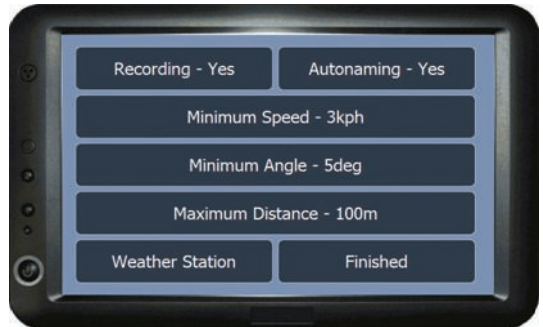 Recording - Yes
Autonaming - Yes
Minimum Speed - 3kph
Minimum Angle - 5deg
Maximum Distance - 100m
Weather Station
Finished